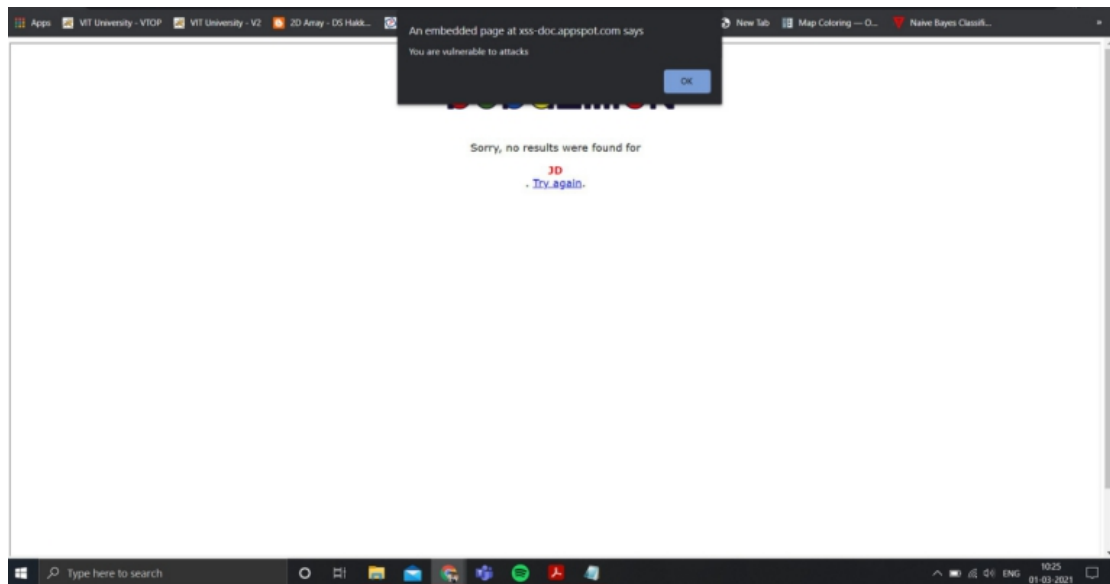 Apps VIT University - VTOP VIT University - V2 2D Array - DS Hakk... New Tab Map Coloring — O... Naive Bayes Classifi...
An embedded page at xss-doc.appspot.com says
You are vulnerable to attacks
OK
Sorry, no results were found for
JD
. Try again.
Type here to search ENG 10:25
01-03-2021